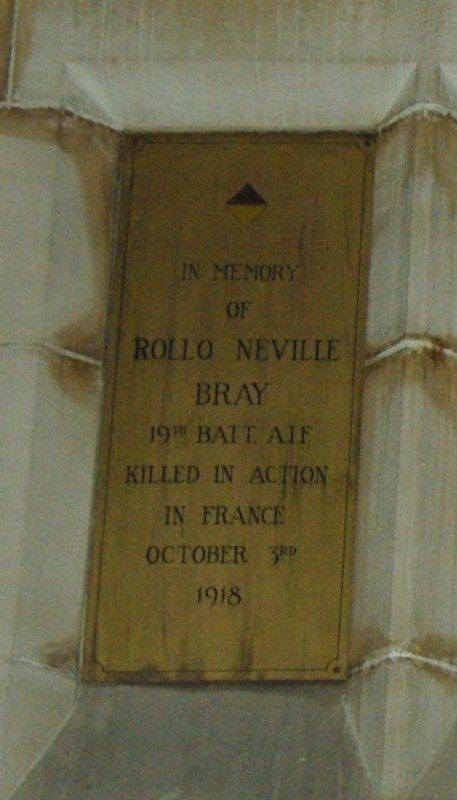 IN MEMORY
OF
ROLLO NEVILLE
BRAY
19TH BATT. A.I.F
KILLED IN ACTION
IN FRANCE
OCTOBER 3RD
1918